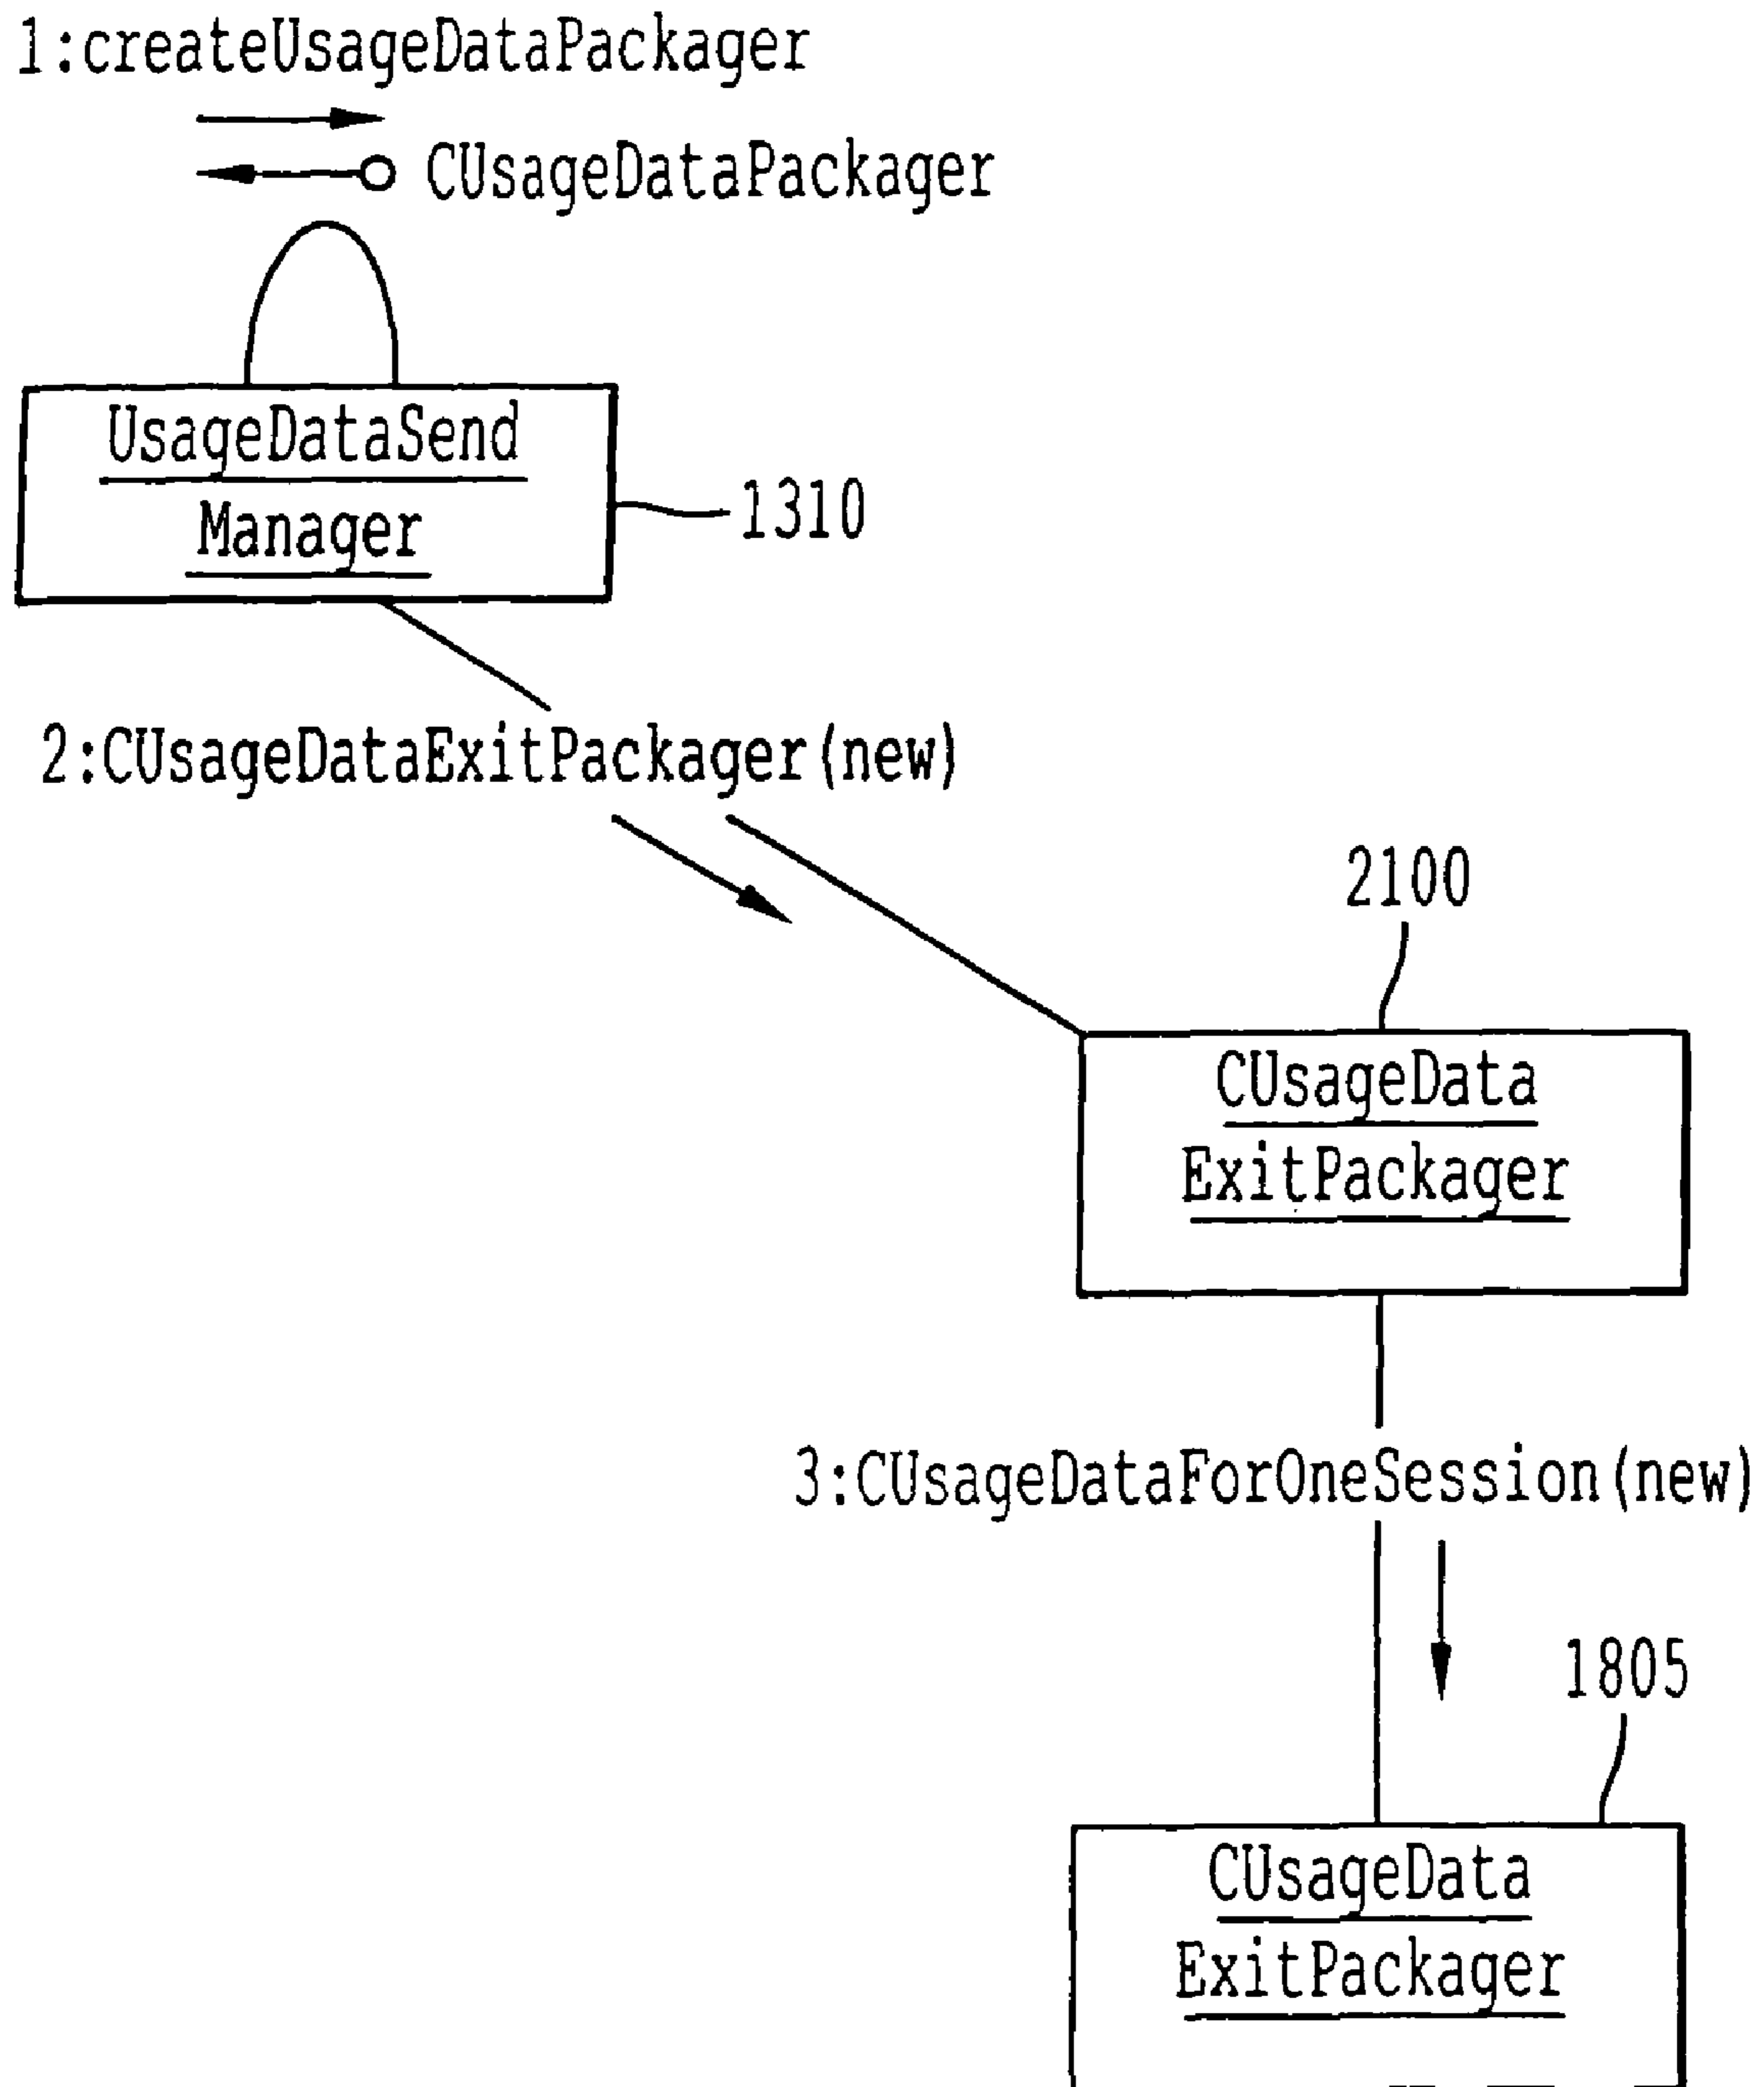 1:createUsageDataPackager
CUsageDataPackager
UsageDataSend
Manager
1310
2:CUsageDataExitPackager(new)
2100
CUsageData
ExitPackager
3:CUsageDataForOneSession(new)
1805
CUsageData
ExitPackager